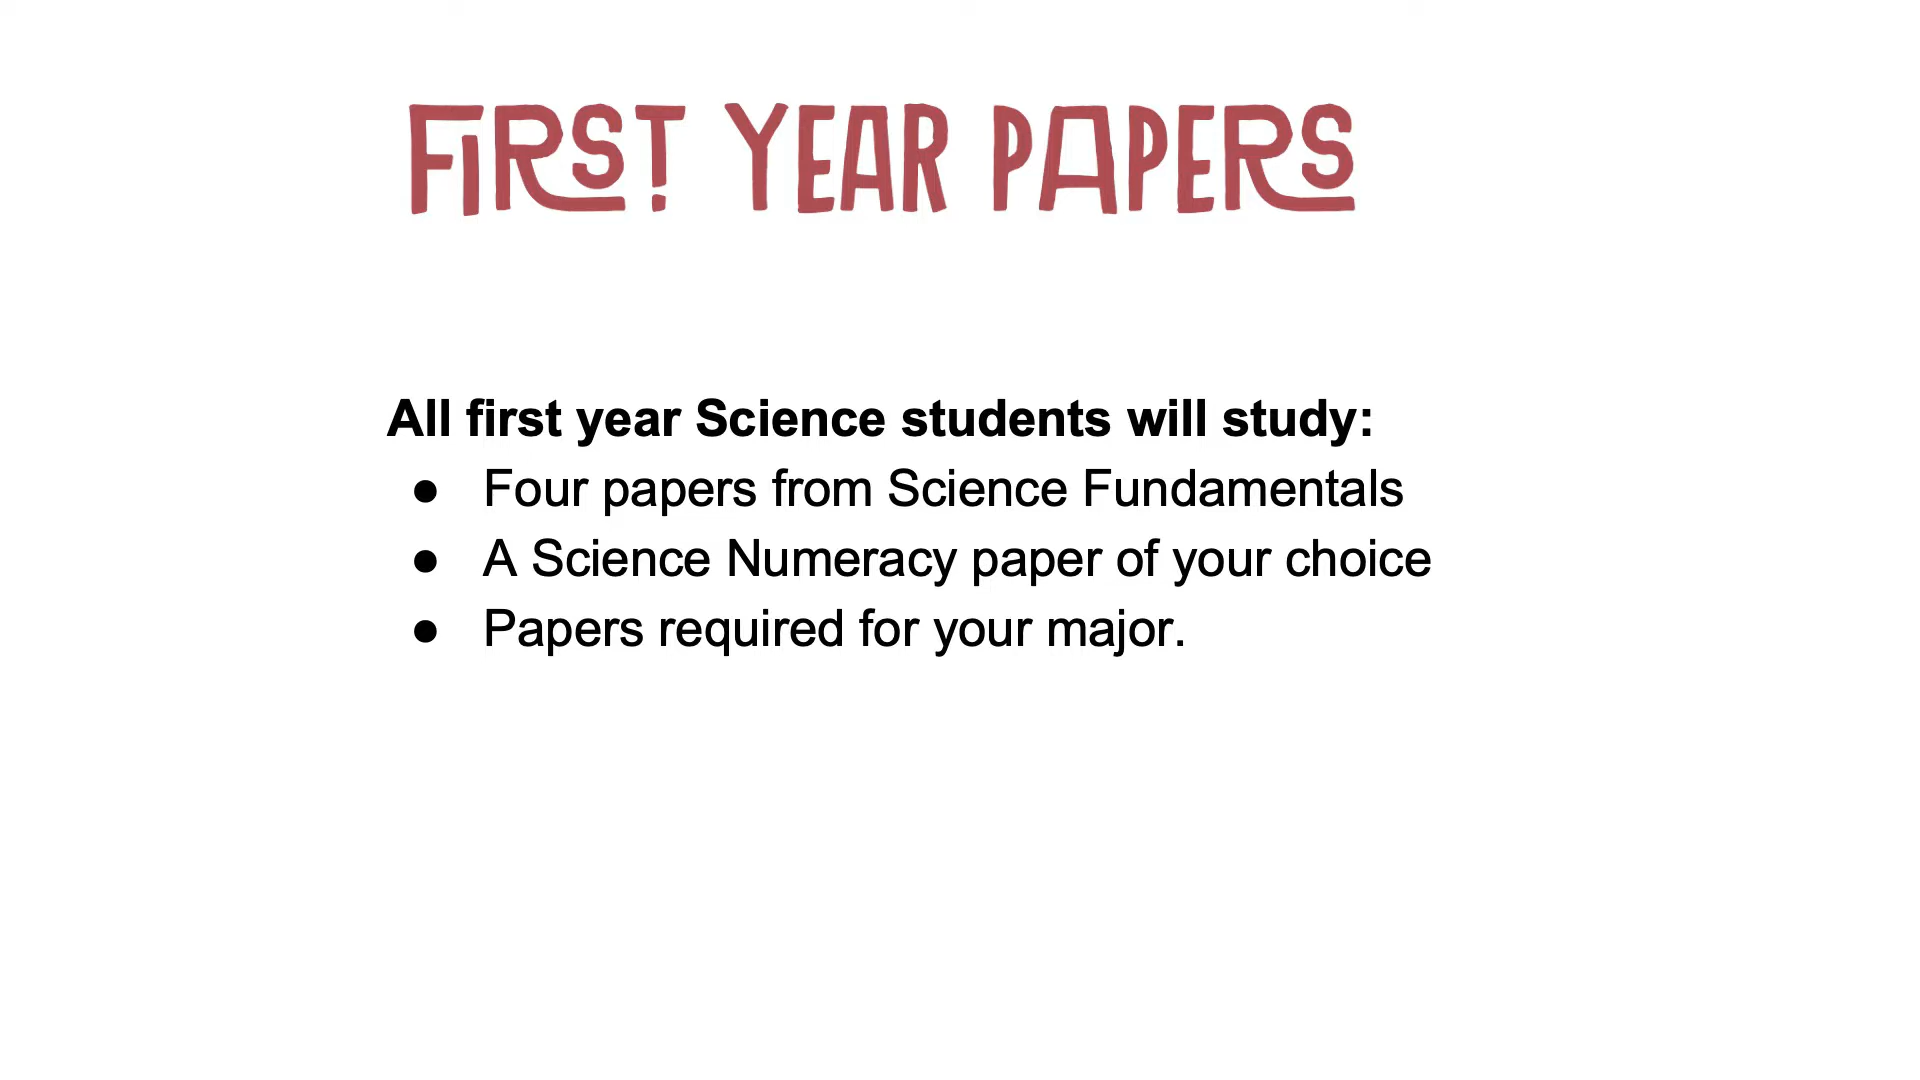 FIRST YEAR PAPERS
All first year Science students will study:
● Four papers from Science Fundamentals
● A Science Numeracy paper of your choice
● Papers required for your major.